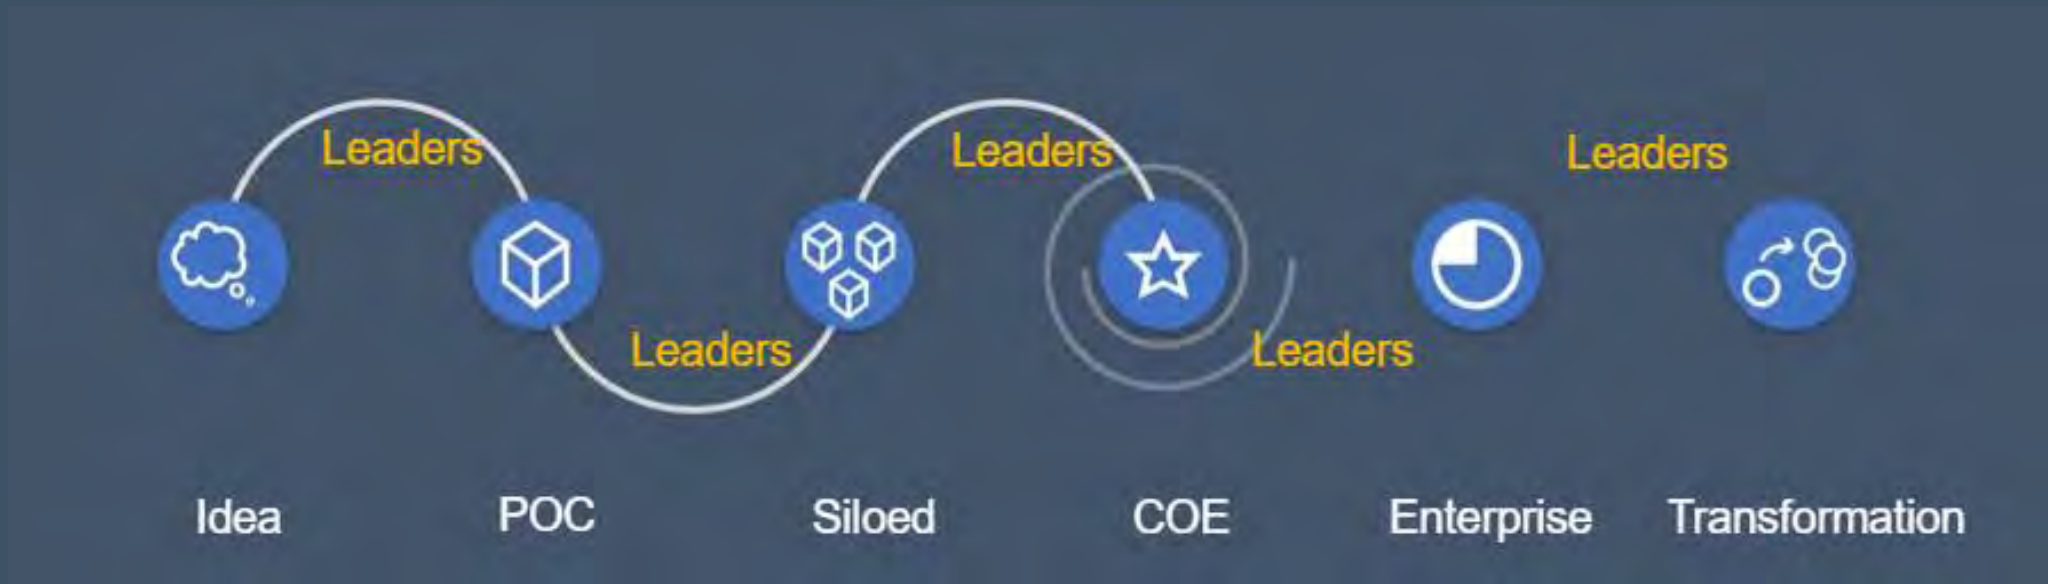 Leaders
Leaders
Leaders
Leaders
Leaders
Idea
POC
Siloed
COE
Enterprise
Transformation